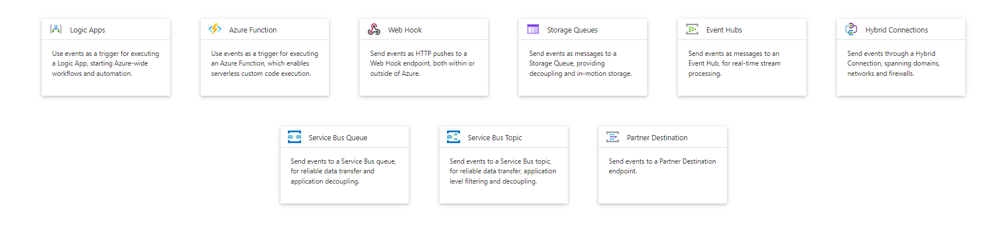 Logic Apps
Use events as a trigger for executing
a Logic App, starting Azure-wide
workflows and automation.
Azure Function
Use events as a trigger for executing
an Azure Function, which enables
serverless custom code execution.
Web Hook
Send events as HTTP pushes to a
Web Hook endpoint, both within or
outside of Azure.
Storage Queues
Send events as messages to a
Storage Queue, providing
decoupling and in-motion storage.
Event Hubs
Send events as messages to an
Event Hub, for real-time stream
processing.
Hybrid Connections
Send events through a Hybrid
Connection, spanning domains,
networks and firewalls.
Service Bus Queue
Send events to a Service Bus queue,
for reliable data transfer and
application decoupling.
Service Bus Topic
Send events to a Service Bus topic,
for reliable data transfer, application
level filtering and decoupling.
Partner Destination
Send events to a Partner Destination
endpoint.